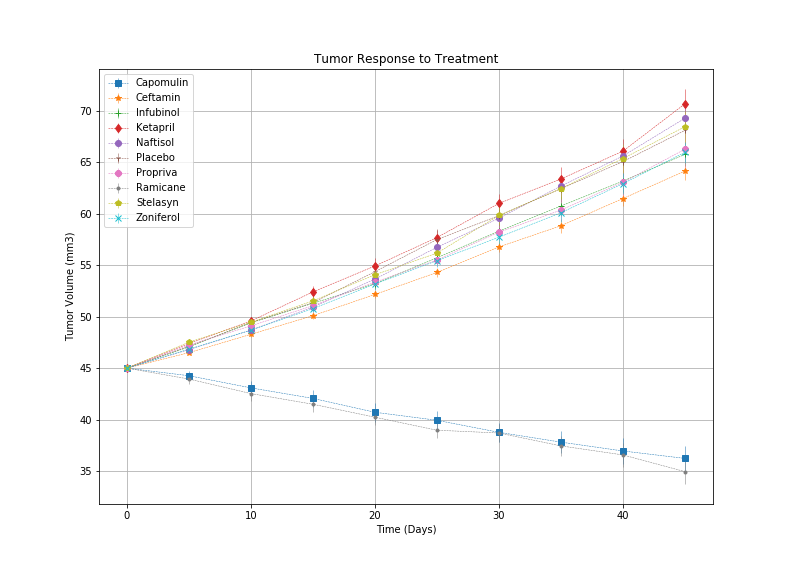 Tumor Response to Treatment
Capomulin
Ceftamin
Infubinol
Ketapril
Naftisol
Placebo
Propriva
Ramicane
Stelasyn
Zoniferol
70
65
60
55
50
45
40
35
Tumor Volume (mm3)
0 10 20 30 40
Time (Days)